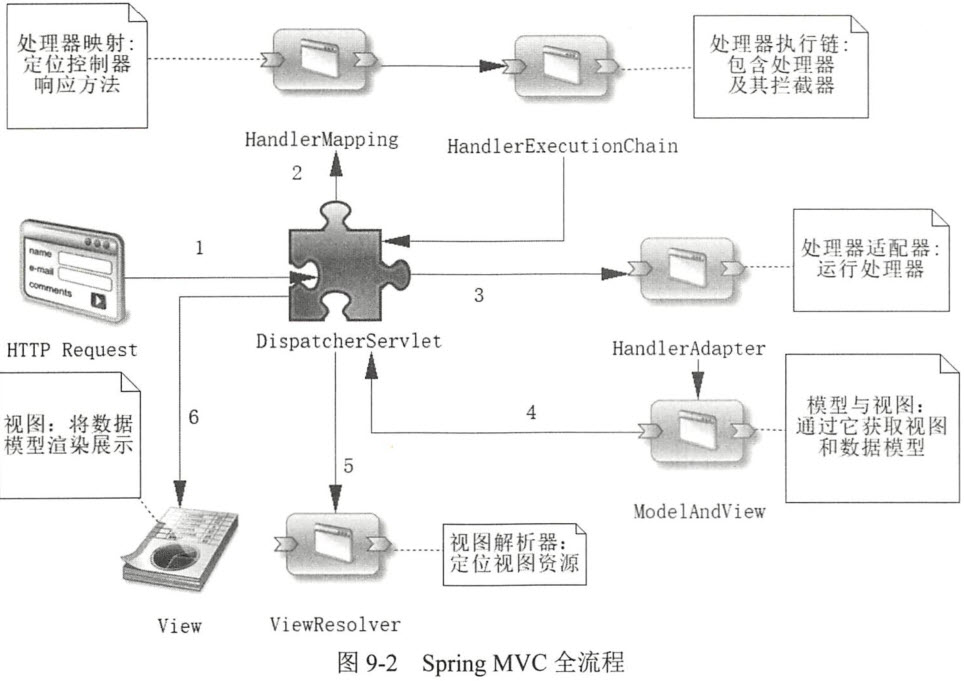 处理器映射:
定位控制器
响应方法
处理器执行链:
包含处理器
及其拦截器
HandlerMapping
HandlerExecutionChain
2
1
name
e-mail
comments
处理器适配器:
运行处理器
3
HTTP Request
DispatcherServlet
HandlerAdapter
视图: 将数据
模型渲染展示
6
4
模型与视图:
通过它获取视图
和数据模型
5
ModelAndView
视图解析器:
定位视图资源
View
ViewResolver
图 9-2 Spring MVC 全流程